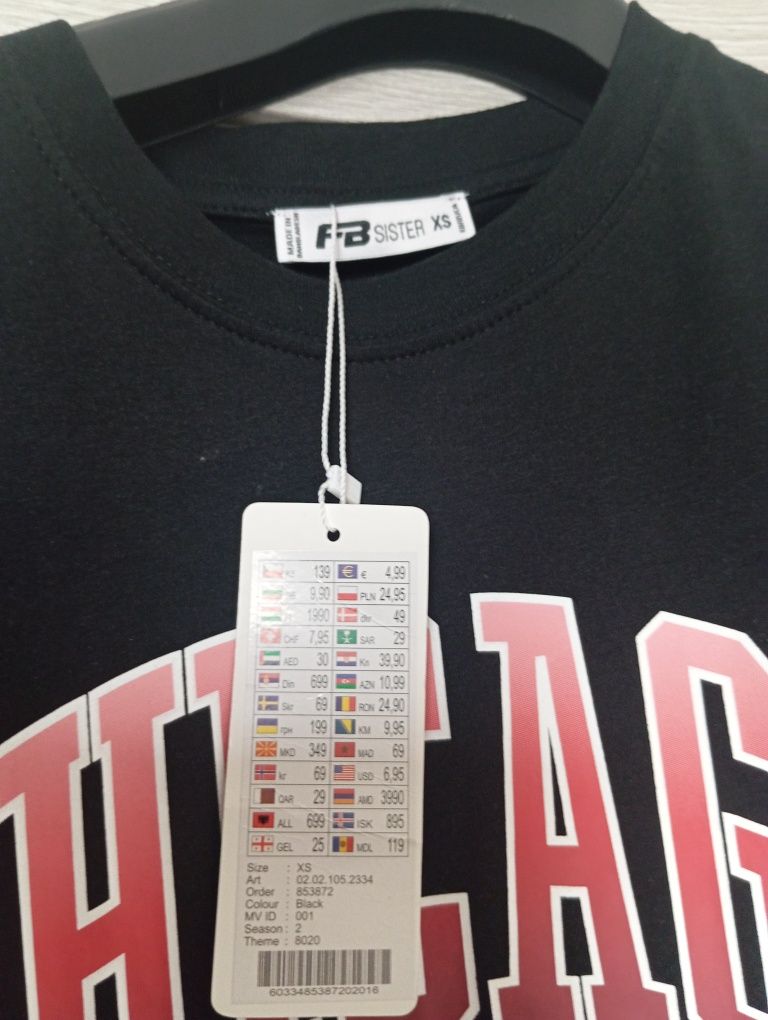 MADE IN
BANGLADESH
FB SISTER XS
Kč 139 € 4,99
9,90 PLN 24,95
Ft 1990 dkr 49
CHF 7,95 SAR 29
AED 30 Kn 39,90
Din 699 AZN 10,99
Skr 69 RON 24,90
грн 199 KM 9,95
MKD 349 MAD 69
kr 69 USD 6,95
QAR 29 AMD 3990
ALL 699 ISK 895
GEL 25 MDL 119
Size : XS
Art : 02.02.105.2334
Order : 853872
Colour : Black
MV ID : 001
Season : 2
Theme : 8020
6033485387202016